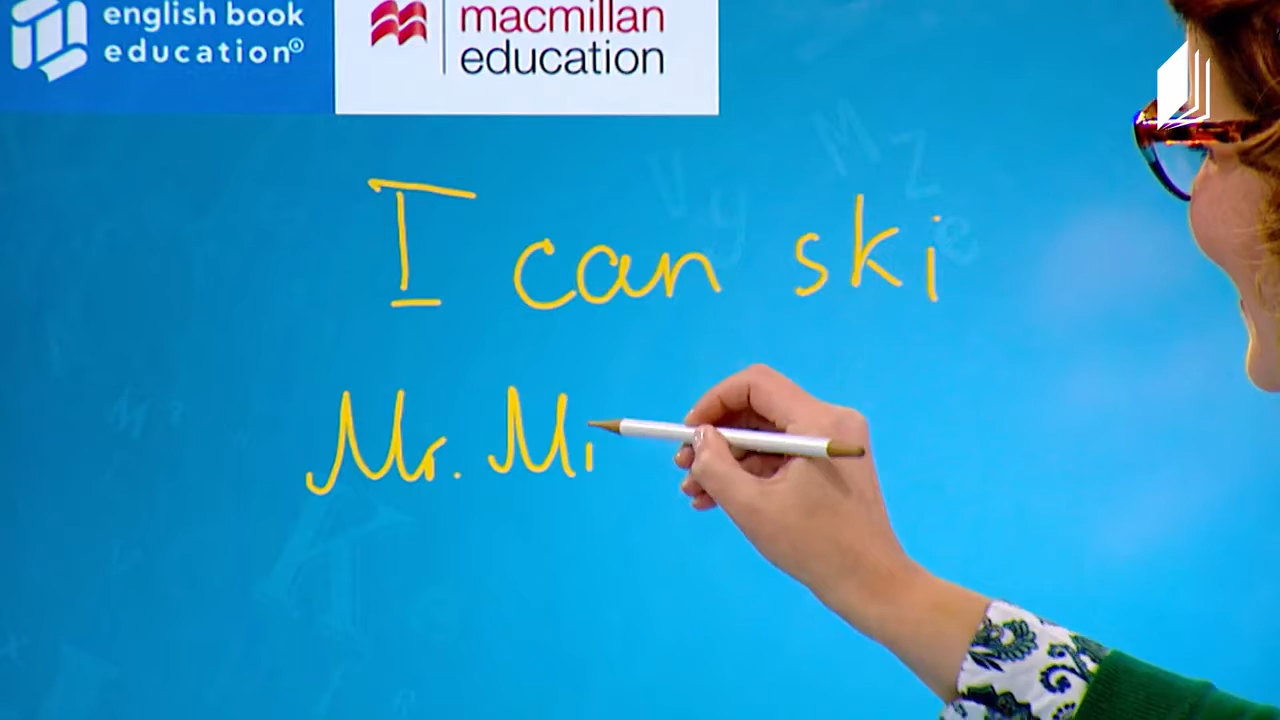 english book
education®
macmillan
education
I can ski
Mr. Mi